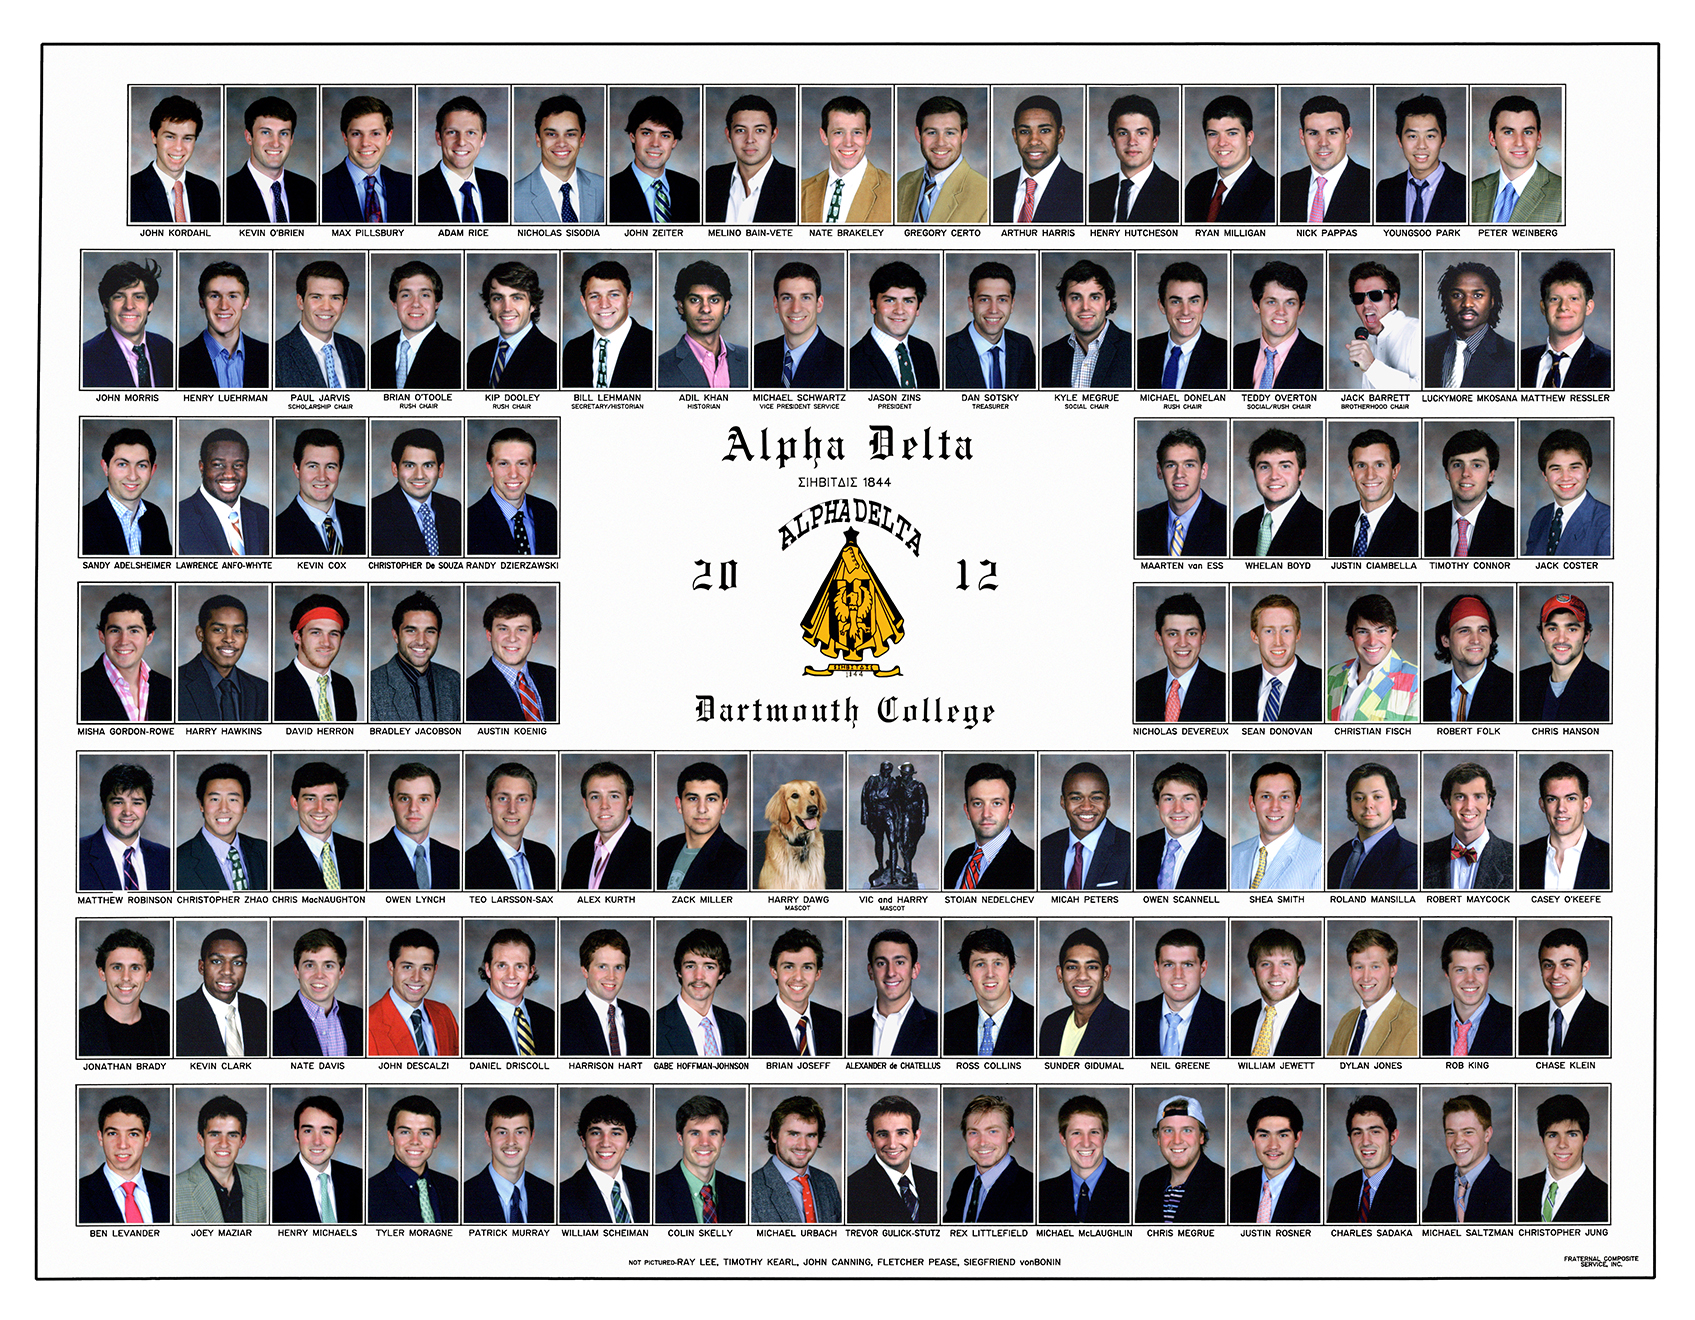 JOHN KORDAHL KEVIN O'BRIEN MAX PILLSBURY ADAM RICE NICHOLAS SISODIA JOHN ZEITER MELINO BAIN-VETE NATE BRAKELEY GREGORY CERTO ARTHUR HARRIS HENRY HUTCHESON RYAN MILLIGAN NICK PAPPAS YOUNGSOO PARK PETER WEINBERG
JOHN MORRIS HENRY LUEHRMAN PAUL JARVIS BRIAN O'TOOLE KIP DOOLEY BILL LEHMANN ADIL KHAN MICHAEL SCHWARTZ JASON ZINS DAN SOTSKY KYLE MEGRUE MICHAEL DONELAN TEDDY OVERTON JACK BARRETT LUCKYMORE MKOSANA MATTHEW RESSLER
SCHOLARSHIP CHAIR RUSH CHAIR RUSH CHAIR SECRETARY/HISTORIAN HISTORIAN VICE PRESIDENT SERVICE PRESIDENT TREASURER SOCIAL CHAIR RUSH CHAIR SOCIAL/RUSH CHAIR BROTHERHOOD CHAIR
Alpha Delta
ΣΙΗΒΙΤΔΙΣ 1844
ALPHA DELTA
SANDY ADELSHEIMER LAWRENCE ANFO-WHYTE KEVIN COX CHRISTOPHER De SOUZA RANDY DZIERZAWSKI MAARTEN van ESS WHELAN BOYD JUSTIN CIAMBELLA TIMOTHY CONNOR JACK COSTER
20 12
ΣΙΗΒΙΤΔΙΣ
1844
Dartmouth College
MISHA GORDON-ROWE HARRY HAWKINS DAVID HERRON BRADLEY JACOBSON AUSTIN KOENIG NICHOLAS DEVEREUX SEAN DONOVAN CHRISTIAN FISCH ROBERT FOLK CHRIS HANSON
MATTHEW ROBINSON CHRISTOPHER ZHAO CHRIS MacNAUGHTON OWEN LYNCH TEO LARSSON-SAX ALEX KURTH ZACK MILLER HARRY DAWG VIC and HARRY STOIAN NEDELCHEV MICAH PETERS OWEN SCANNELL SHEA SMITH ROLAND MANSILLA ROBERT MAYCOCK CASEY O'KEEFE
MASCOT MASCOT
JONATHAN BRADY KEVIN CLARK NATE DAVIS JOHN DESCALZI DANIEL DRISCOLL HARRISON HART GABE HOFFMAN-JOHNSON BRIAN JOSEFF ALEXANDER de CHATELLUS ROSS COLLINS SUNDER GIDUMAL NEIL GREENE WILLIAM JEWETT DYLAN JONES ROB KING CHASE KLEIN
BEN LEVANDER JOEY MAZIAR HENRY MICHAELS TYLER MORAGNE PATRICK MURRAY WILLIAM SCHEIMAN COLIN SKELLY MICHAEL URBACH TREVOR GULICK-STUTZ REX LITTLEFIELD MICHAEL McLAUGHLIN CHRIS MEGRUE JUSTIN ROSNER CHARLES SADAKA MICHAEL SALTZMAN CHRISTOPHER JUNG
NOT PICTURED-RAY LEE, TIMOTHY KEARL, JOHN CANNING, FLETCHER PEASE, SIEGFRIEND vonBONIN
FRATERNAL COMPOSITE
SERVICE, INC.